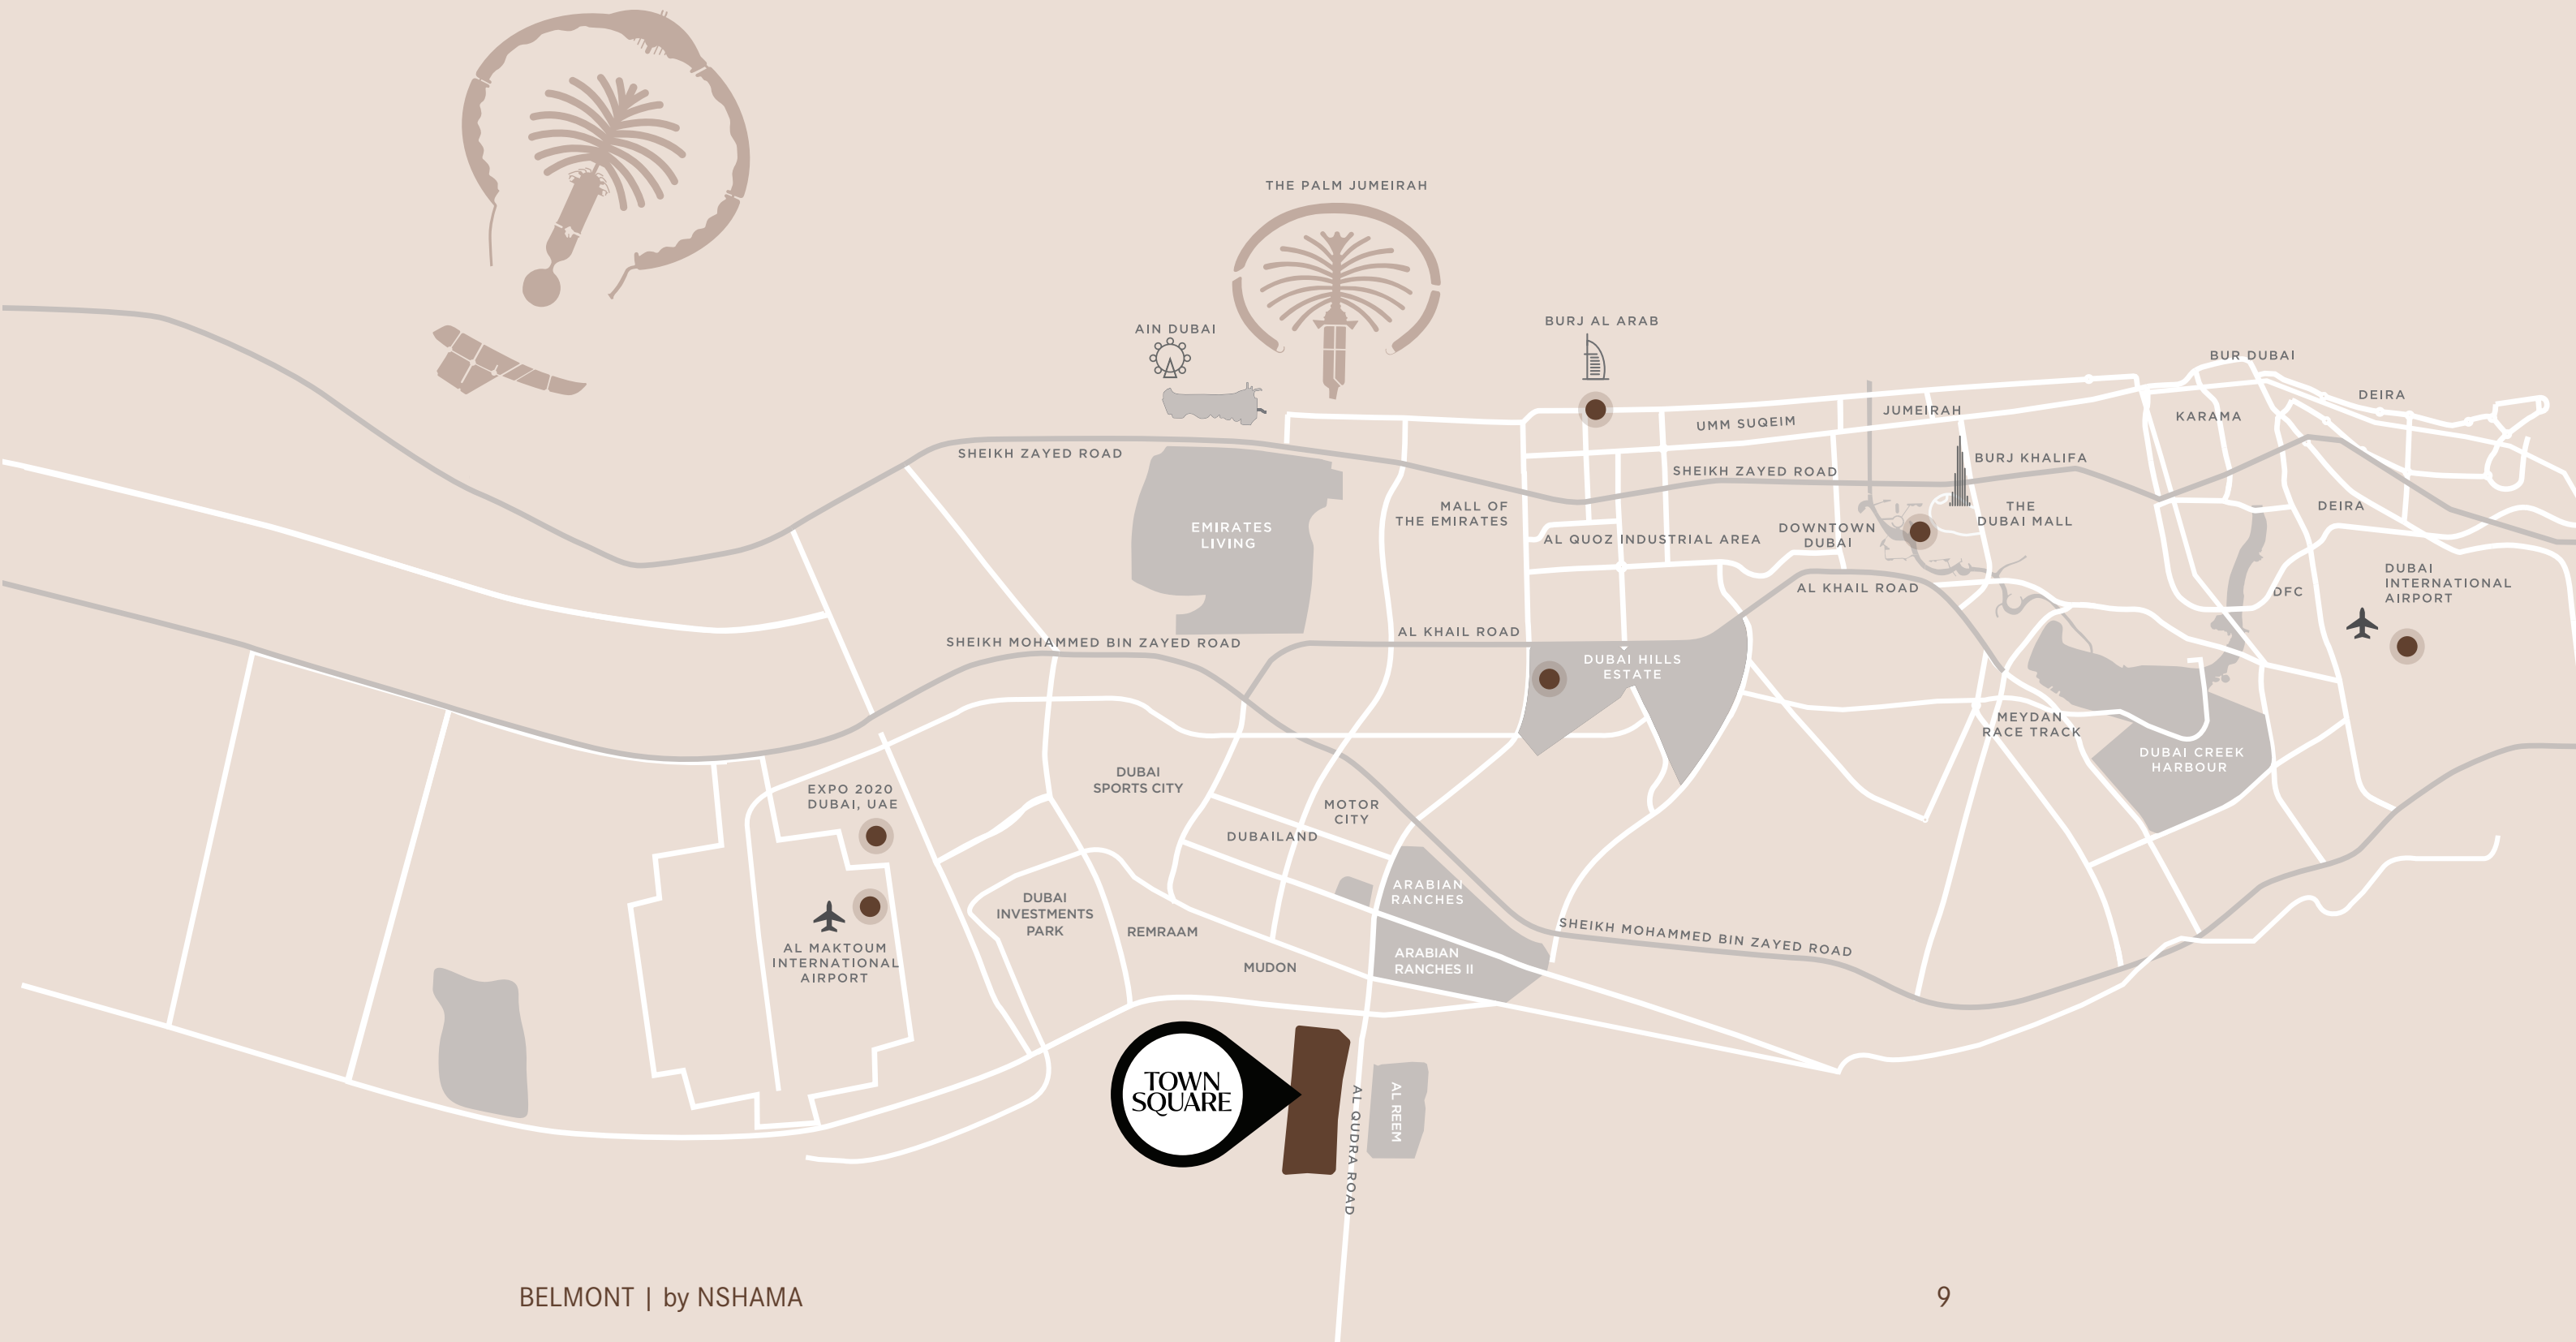 THE PALM JUMEIRAH
AIN DUBAI
BURJ AL ARAB
BUR DUBAI
DEIRA
JUMEIRAH
KARAMA
UMM SUQEIM
SHEIKH ZAYED ROAD
SHEIKH ZAYED ROAD
BURJ KHALIFA
MALL OF
THE EMIRATES
THE
DUBAI MALL
DEIRA
EMIRATES
LIVING
AL QUOZ INDUSTRIAL AREA
DOWNTOWN
DUBAI
DUBAI
INTERNATIONAL
AIRPORT
AL KHAIL ROAD
DFC
SHEIKH MOHAMMED BIN ZAYED ROAD
AL KHAIL ROAD
DUBAI HILLS
ESTATE
MEYDAN
RACE TRACK
DUBAI CREEK
HARBOUR
DUBAI
SPORTS CITY
EXPO 2020
DUBAI, UAE
MOTOR
CITY
DUBAILAND
ARABIAN
RANCHES
DUBAI
INVESTMENTS
PARK
REMRAAM
SHEIKH MOHAMMED BIN ZAYED ROAD
AL MAKTOUM
INTERNATIONAL
AIRPORT
ARABIAN
RANCHES II
MUDON
TOWN
SQUARE
AL QUDRA ROAD
AL REEM
BELMONT | by NSHAMA
9